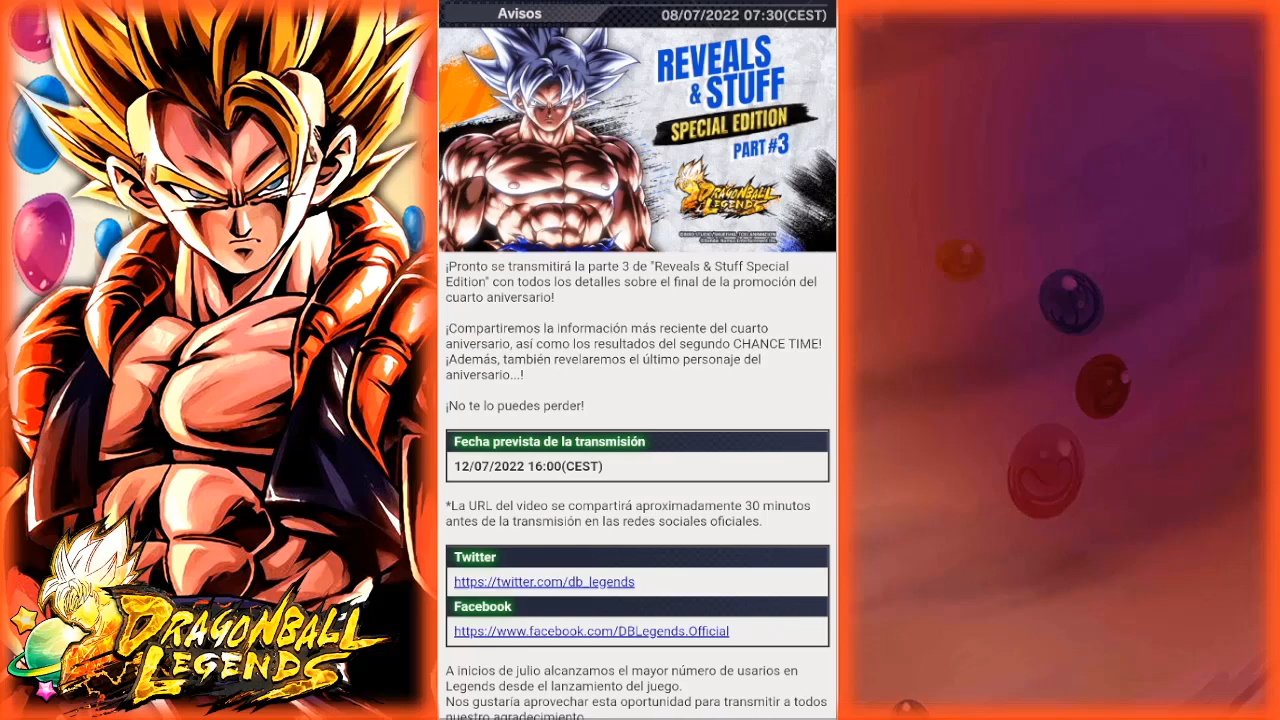 Avisos
08/07/2022 07:30(CEST)
REVEALS
& STUFF
SPECIAL EDITION
PART #3
DRAGONBALL
LEGENDS
¡Pronto se transmitirá la parte 3 de "Reveals & Stuff Special
Edition" con todos los detalles sobre el final de la promoción del
cuarto aniversario!
¡Compartiremos la información más reciente del cuarto
aniversario, así como los resultados del segundo CHANCE TIME!
¡Además, también revelaremos el último personaje del
aniversario...!
¡No te lo puedes perder!
Fecha prevista de la transmisión
12/07/2022 16:00(CEST)
*La URL del video se compartirá aproximadamente 30 minutos
antes de la transmisión en las redes sociales oficiales.
Twitter
https://twitter.com/db_legends
Facebook
https://www.facebook.com/DBLegends.Official
A inicios de julio alcanzamos el mayor número de usarios en
Legends desde el lanzamiento del juego.
Nos gustaría aprovechar esta oportunidad para transmitir a todos
nuestro agradecimiento
DRAGONBALL
LEGENDS